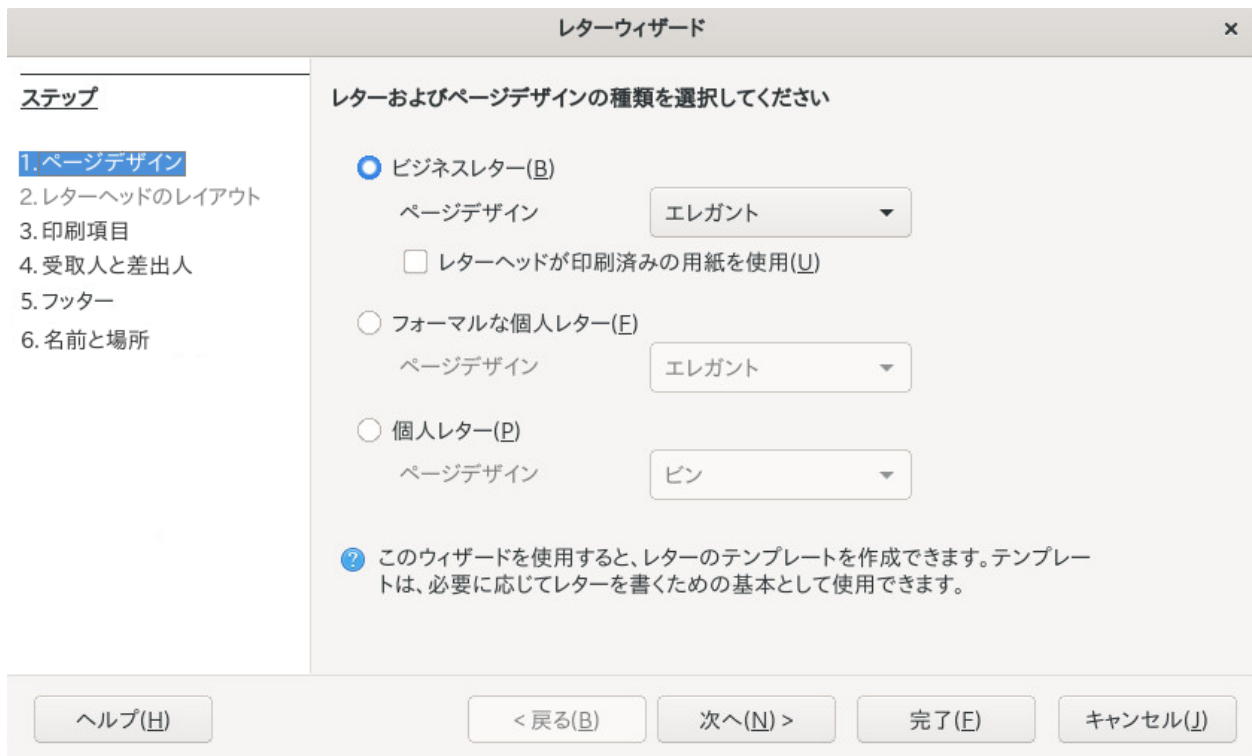 レターウィザード
×
ステップ
1.ページデザイン
2.レターヘッドのレイアウト
3.印刷項目
4.受取人と差出人
5.フッター
6.名前と場所
レターおよびページデザインの種類を選択してください
ビジネスレター(B)
ページデザイン エレガント
レターヘッドが印刷済みの用紙を使用(U)
フォーマルな個人レター(F)
ページデザイン エレガント
個人レター(P)
ページデザイン ビン
? このウィザードを使用すると、レターのテンプレートを作成できます。テンプレー
トは、必要に応じてレターを書くための基本として使用できます。
ヘルプ(H) < 戻る(B) 次へ(N) > 完了(F) キャンセル(J)